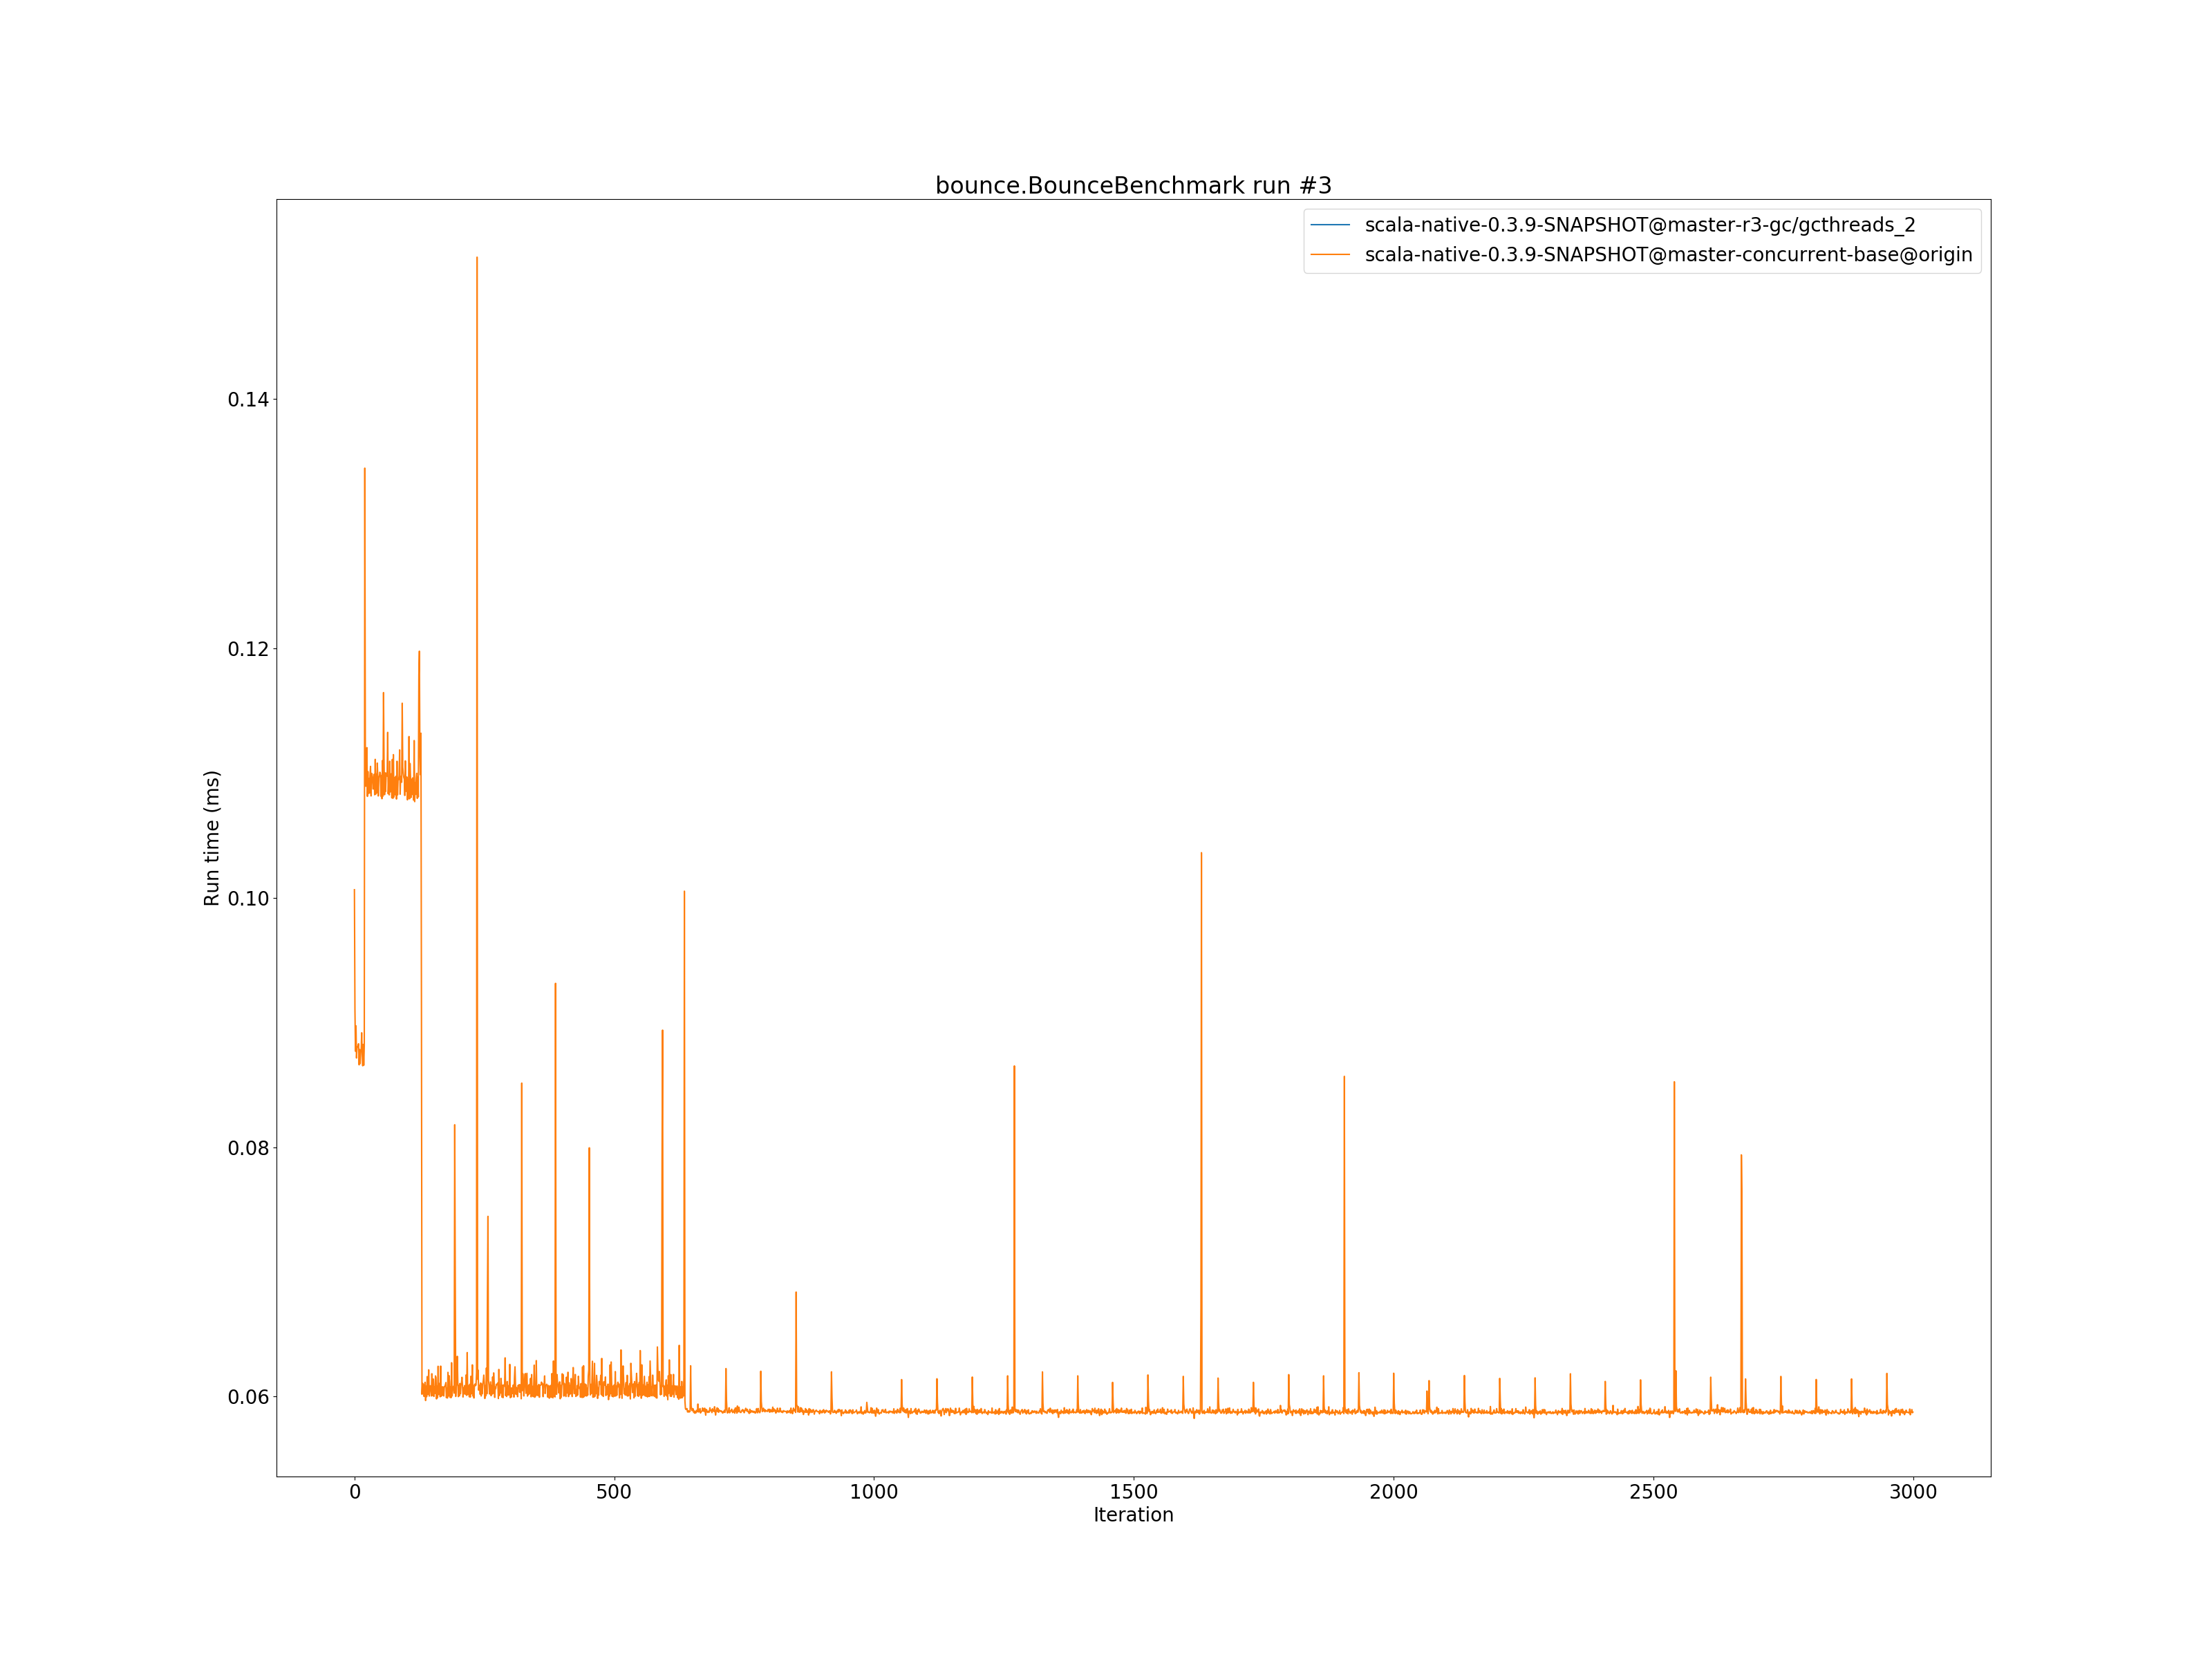 bounce.BounceBenchmark run #3
scala-native-0.3.9-SNAPSHOT@master-r3-gc/gcthreads_2
scala-native-0.3.9-SNAPSHOT@master-concurrent-base@origin
Run time (ms)
0.14
0.12
0.10
0.08
0.06
0 500 1000 1500 2000 2500 3000
Iteration